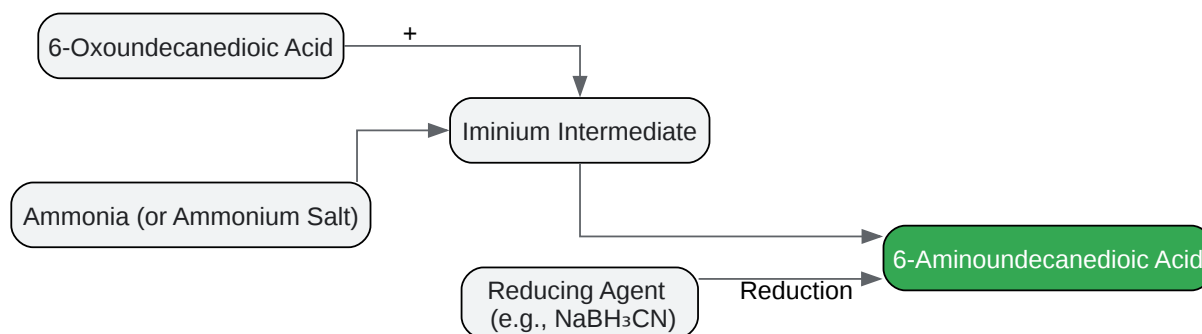 6-Oxoundecanedioic Acid
+
Iminium Intermediate
Ammonia (or Ammonium Salt)
6-Aminoundecanedioic Acid
Reducing Agent
(e.g., NaBH₃CN)
Reduction